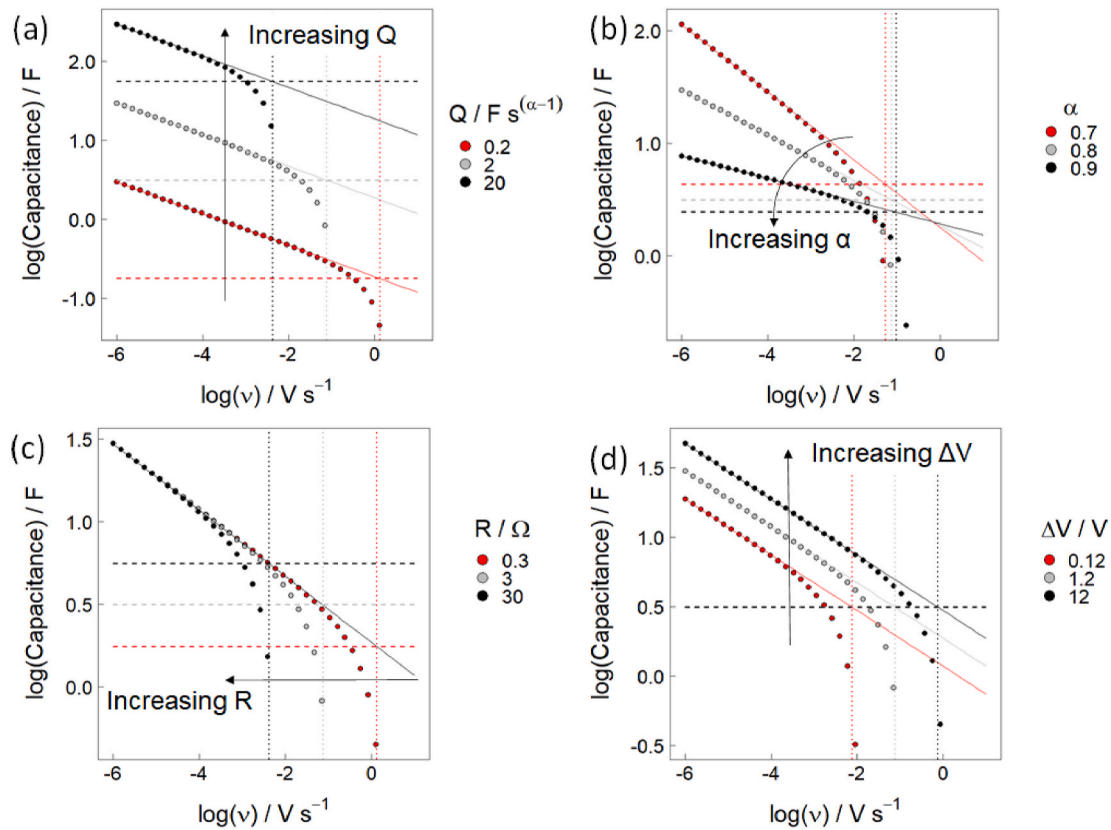 (a)
Increasing Q
log(Capacitance) / F
2.0
1.0
0.0
-1.0
-6
-4
-2
0
log(ν) / V s⁻¹
Q / F s^(α−1)
0.2
2
20
(b)
Increasing α
log(Capacitance) / F
2.0
1.0
0.0
-6
-4
-2
0
log(ν) / V s⁻¹
α
0.7
0.8
0.9
(c)
Increasing R
log(Capacitance) / F
1.5
1.0
0.5
0.0
-6
-4
-2
0
log(ν) / V s⁻¹
R / Ω
0.3
3
30
(d)
Increasing ΔV
log(Capacitance) / F
1.5
1.0
0.5
-0.5
-6
-4
-2
0
log(ν) / V s⁻¹
ΔV / V
0.12
1.2
12